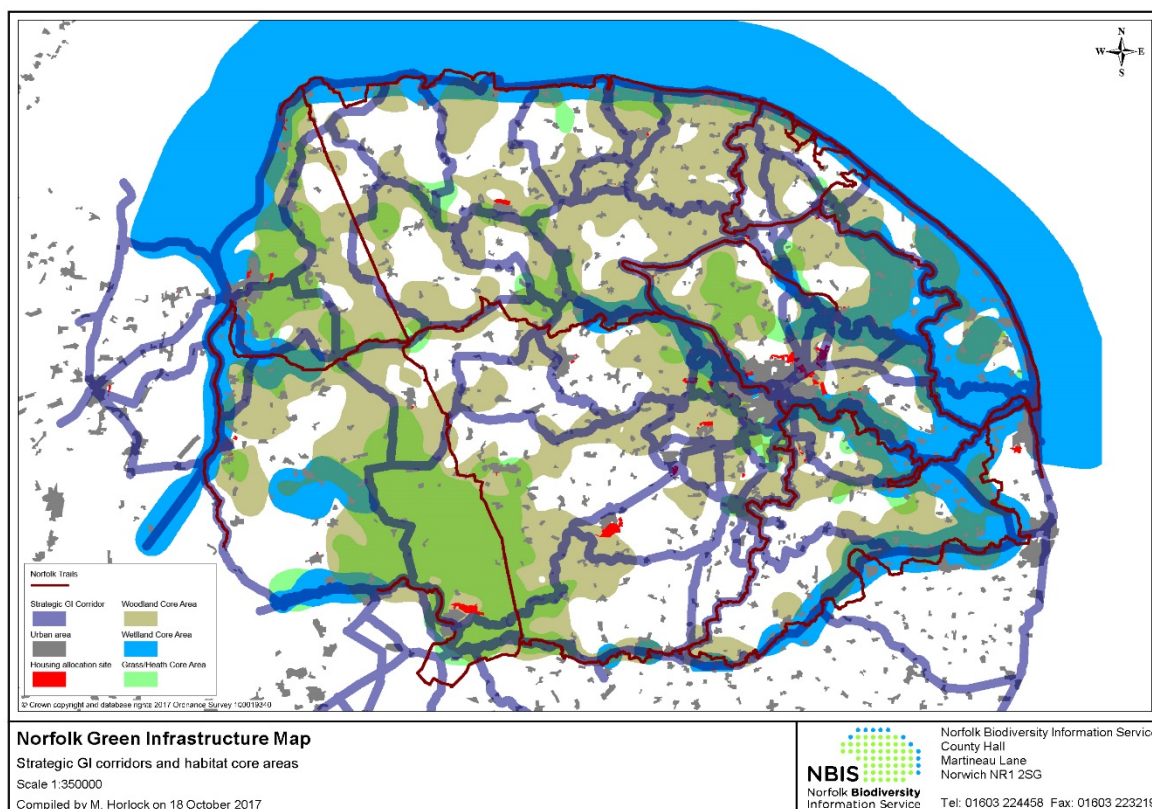 N
W E
S
Norfolk Trails
Strategic GI Corridor
Woodland Core Area
Urban area
Wetland Core Area
Housing allocation site
Grass/Heath Core Area
© Crown copyright and database rights 2017 Ordnance Survey 100019340
Norfolk Green Infrastructure Map
Strategic GI corridors and habitat core areas
Scale 1:350000
Compiled by M. Horlock on 18 October 2017
NBIS
Norfolk Biodiversity
Information Service
Norfolk Biodiversity Information Service
County Hall
Martineau Lane
Norwich NR1 2SG
Tel: 01603 224458 Fax: 01603 223219